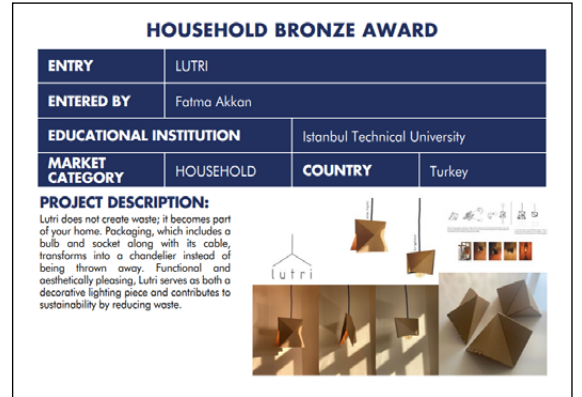 HOUSEHOLD BRONZE AWARD
ENTRY LUTRI
ENTERED BY Fatma Akkan
EDUCATIONAL INSTITUTION Istanbul Technical University
MARKET CATEGORY HOUSEHOLD COUNTRY Turkey
PROJECT DESCRIPTION:
Lutri does not create waste; it becomes part
of your home. Packaging, which includes a
bulb and socket along with its cable,
transforms into a chandelier instead of
being thrown away. Functional and
aesthetically pleasing, Lutri serves as both a
decorative lighting piece and contributes to
sustainability by reducing waste.
lutri